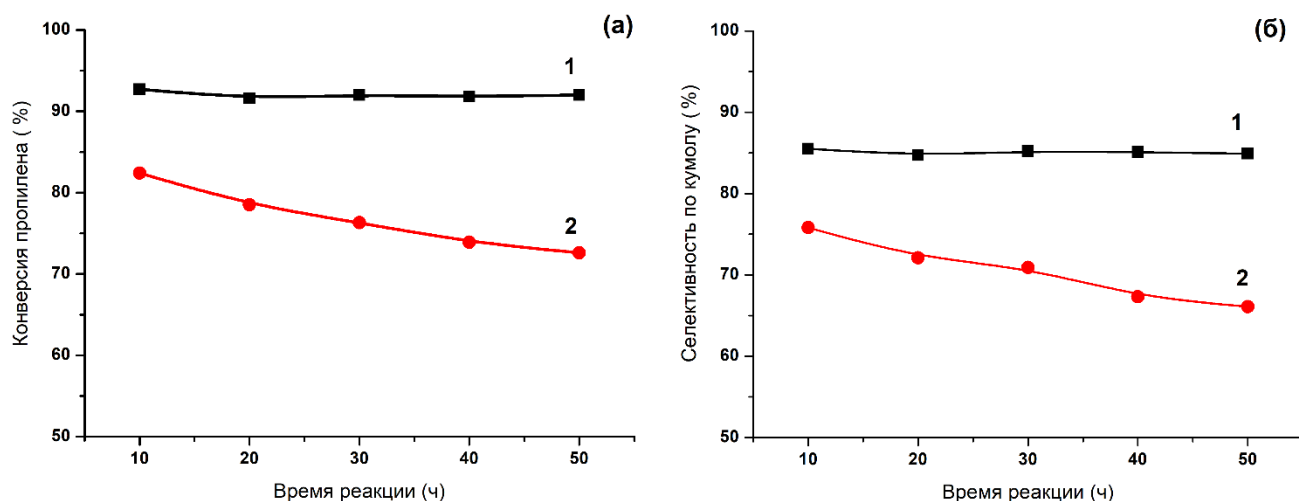 (а)
100
90
80
70
60
50
Конверсия пропилена ( %)
1
2
10 20 30 40 50
Время реакции (ч)
(б)
100
90
80
70
60
50
Селективность по кумолу ( %)
1
2
10 20 30 40 50
Время реакции (ч)